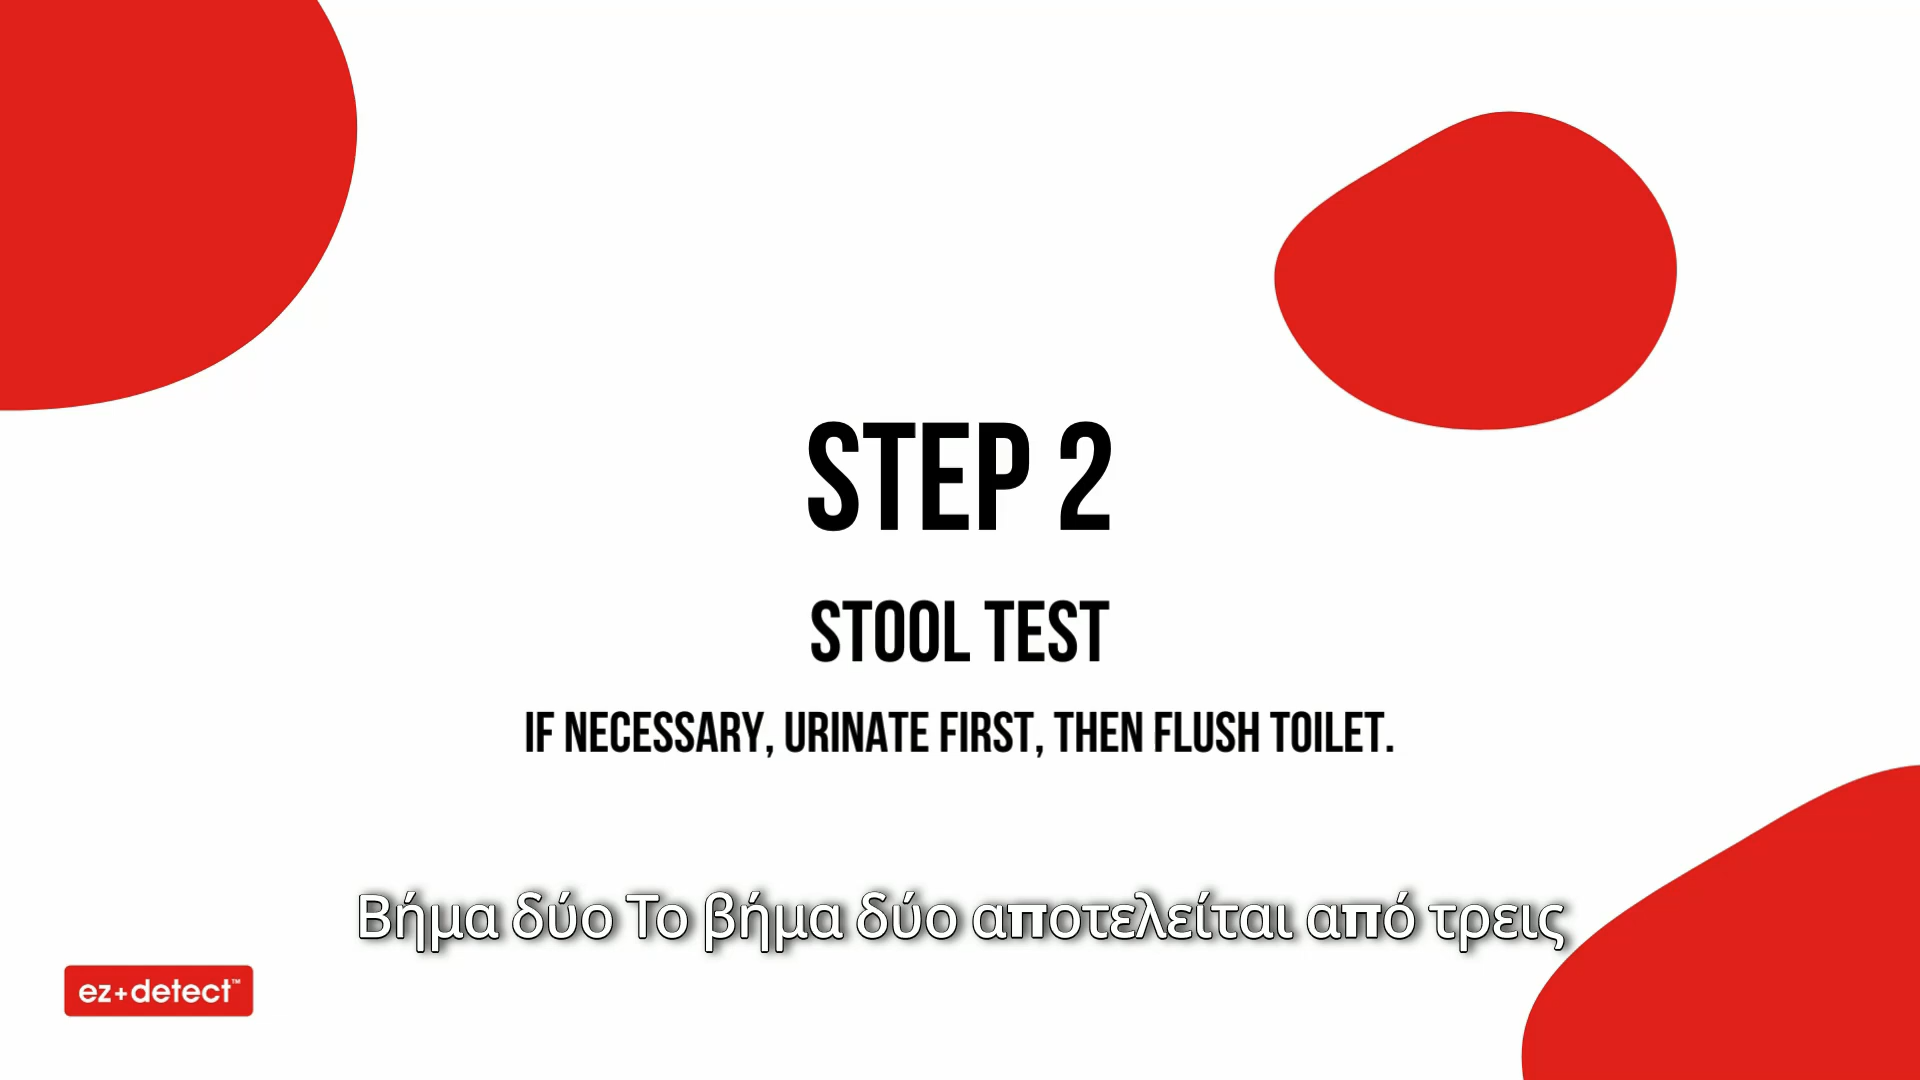 STEP 2
STOOL TEST
IF NECESSARY, URINATE FIRST, THEN FLUSH TOILET.
Βήμα δύο Το βήμα δύο αποτελείται από τρεις
ez+detect™